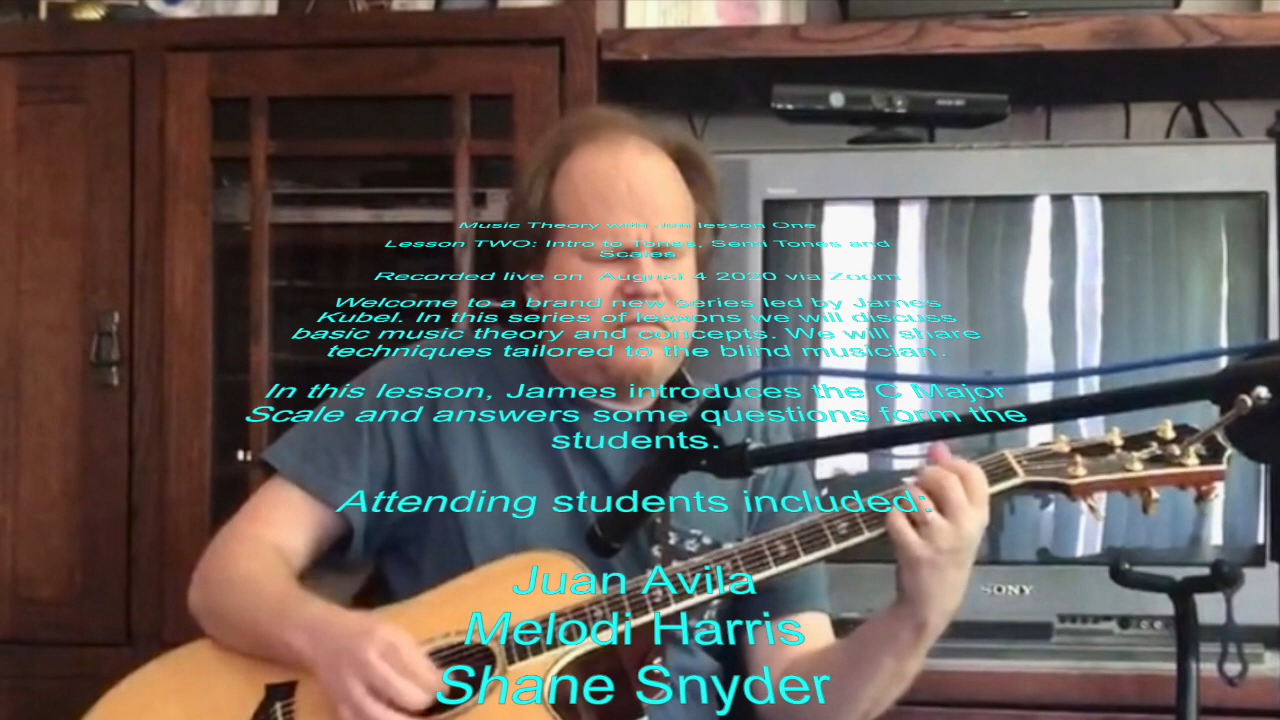 Music Theory with Jim lesson One
Lesson TWO: Intro to Tones, Semi Tones and
Scales
Recorded live on August 4 2020 via Zoom
Welcome to a brand new series led by James
Kubel. In this series of lessons we will discuss
basic music theory and concepts. We will share
techniques tailored to the blind musician.
In this lesson, James introduces the C Major
Scale and answers some questions form the
students.
Attending students included:
Juan Avila
Melodi Harris
Shane Snyder
SONY